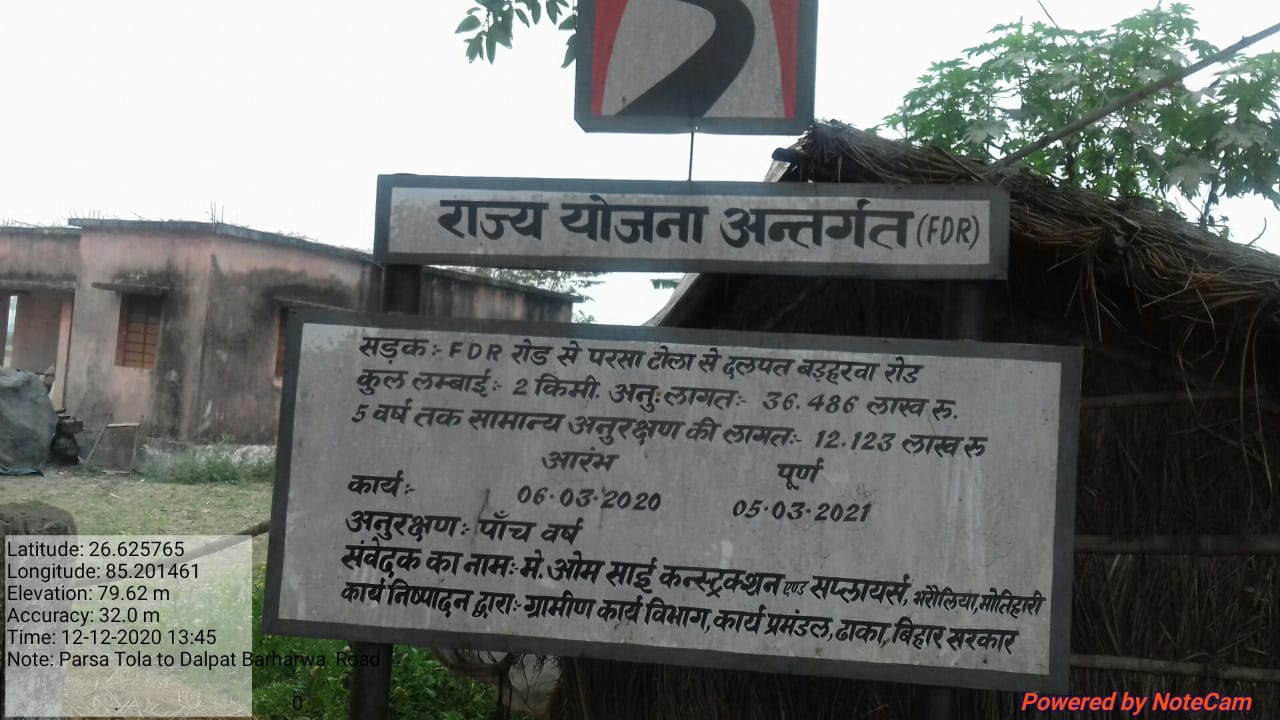 राज्य योजना अन्तर्गत (FDR)
सड़क:- FDR रोड से परसा टोला से दलपत बड़हरवा रोड
कुल लम्बाई:- 2 किमी. अनु. लागत:- 36.486 लाख रु.
5 वर्ष तक सामान्य अनुरक्षण की लागत:- 12.123 लाख रु
आरंभ पूर्ण
कार्य:- 06.03.2020 05.03.2021
अनुरक्षण:- पाँच वर्ष
संवेदक का नाम:- मे. ओम साई कन्स्ट्रक्शन एण्ड सप्लायर्स, भरौलिया, मोतिहारी
कार्य निष्पादन द्वारा:- ग्रामीण कार्य विभाग, कार्य प्रमंडल, ढाका, बिहार सरकार
Latitude: 26.625765
Longitude: 85.201461
Elevation: 79.62 m
Accuracy: 32.0 m
Time: 12-12-2020 13:45
Note: Parsa Tola to Dalpat Barharwa Road
0
Powered by NoteCam